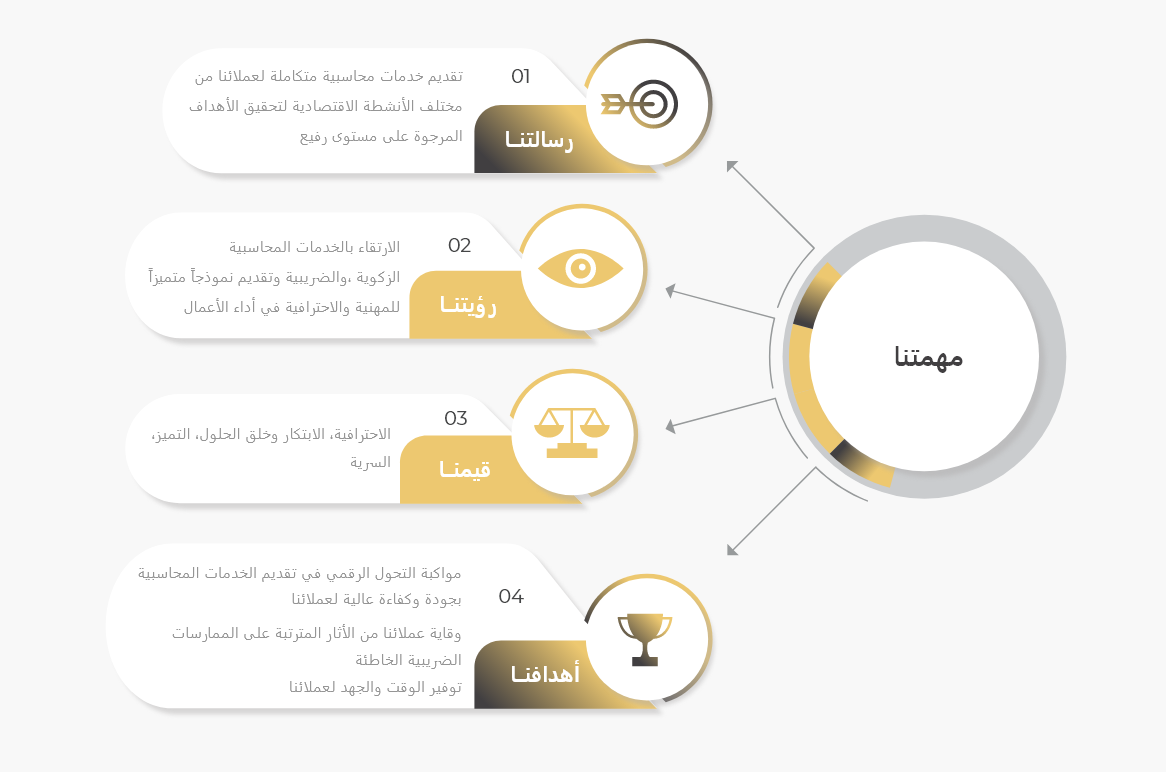 مهمتنا
01
رسالتنـا
تقديم خدمات محاسبية متكاملة لعملائنا من
مختلف الأنشطة الاقتصادية لتحقيق الأهداف
المرجوة على مستوى رفيع
02
رؤيتنـا
الارتقاء بالخدمات المحاسبية
الزكوية ،والضريبية وتقديم نموذجاً متميزاً
للمهنية والاحترافية في أداء الأعمال
03
قيمنـا
الاحترافية، الابتكار وخلق الحلول، التميز،
السرية
04
أهدافنـا
مواكبة التحول الرقمي في تقديم الخدمات المحاسبية
بجودة وكفاءة عالية لعملائنا
وقاية عملائنا من الأثار المترتبة على الممارسات
الضريبية الخاطئة
توفير الوقت والجهد لعملائنا